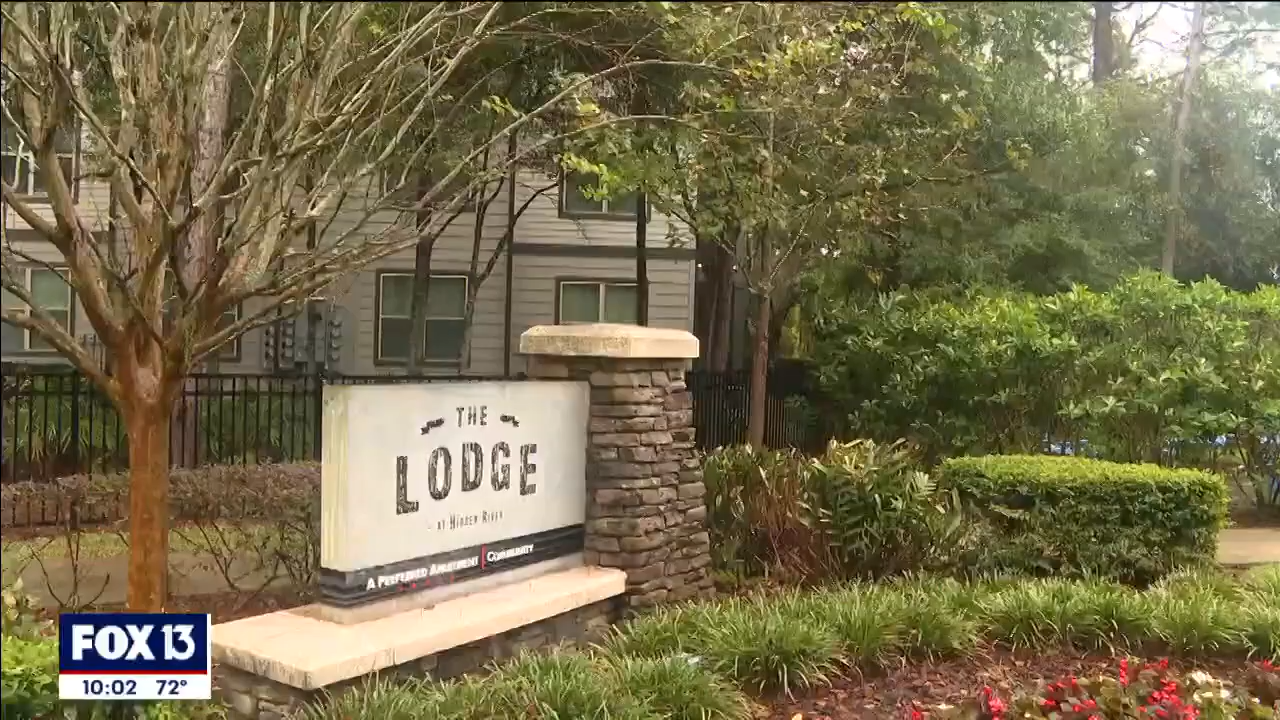 THE
LODGE
AT HIDDEN RIVER
A PREFERRED APARTMENT | COMMUNITY
FOX 13
10:02 72°